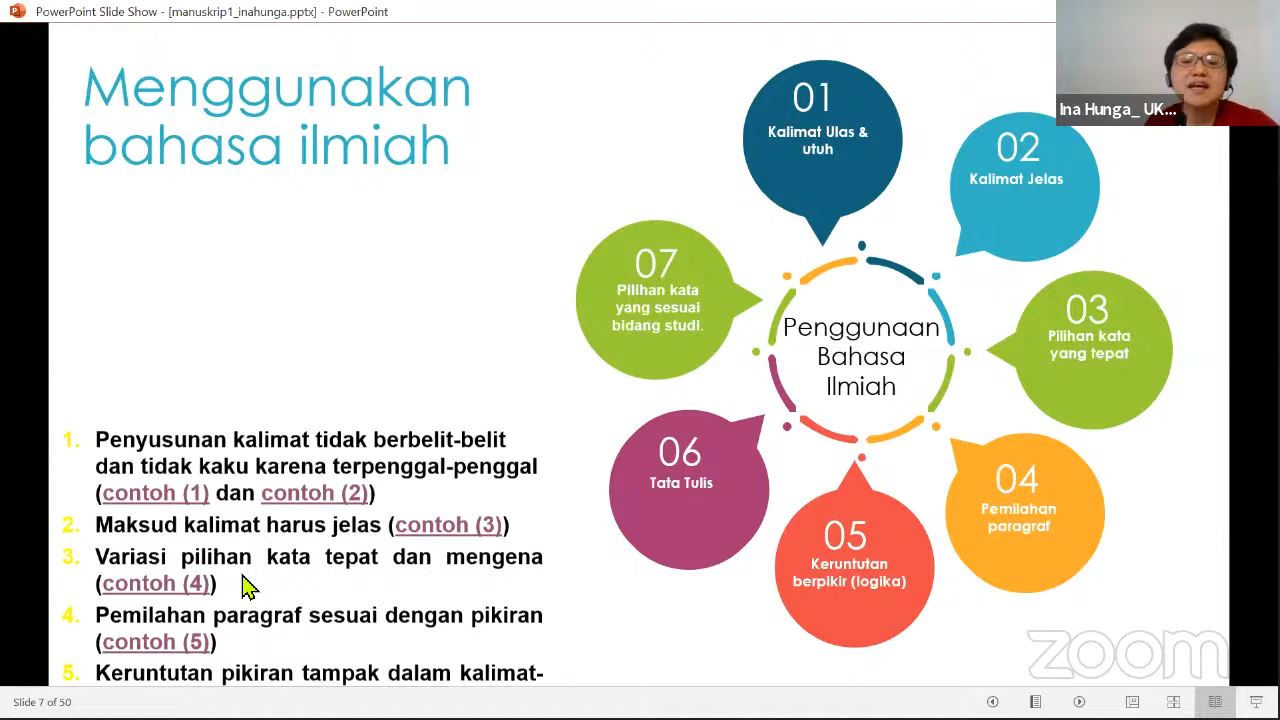 PowerPoint Slide Show - [manuskrip1_inahunga.pptx] - PowerPoint
Ina Hunga_ UK...
Menggunakan
bahasa ilmiah
01
Kalimat Ulas &
utuh
02
Kalimat Jelas
03
Pilihan kata
yang tepat
04
Pemilahan
paragraf
05
Keruntutan
berpikir (logika)
06
Tata Tulis
07
Pilihan kata
yang sesuai
bidang studi.
Penggunaan
Bahasa
Ilmiah
1. Penyusunan kalimat tidak berbelit-belit
dan tidak kaku karena terpenggal-penggal
(contoh (1) dan contoh (2))
2. Maksud kalimat harus jelas (contoh (3))
3. Variasi pilihan kata tepat dan mengena
(contoh (4))
4. Pemilahan paragraf sesuai dengan pikiran
(contoh (5))
5. Keruntutan pikiran tampak dalam kalimat-
zoom
Slide 7 of 50